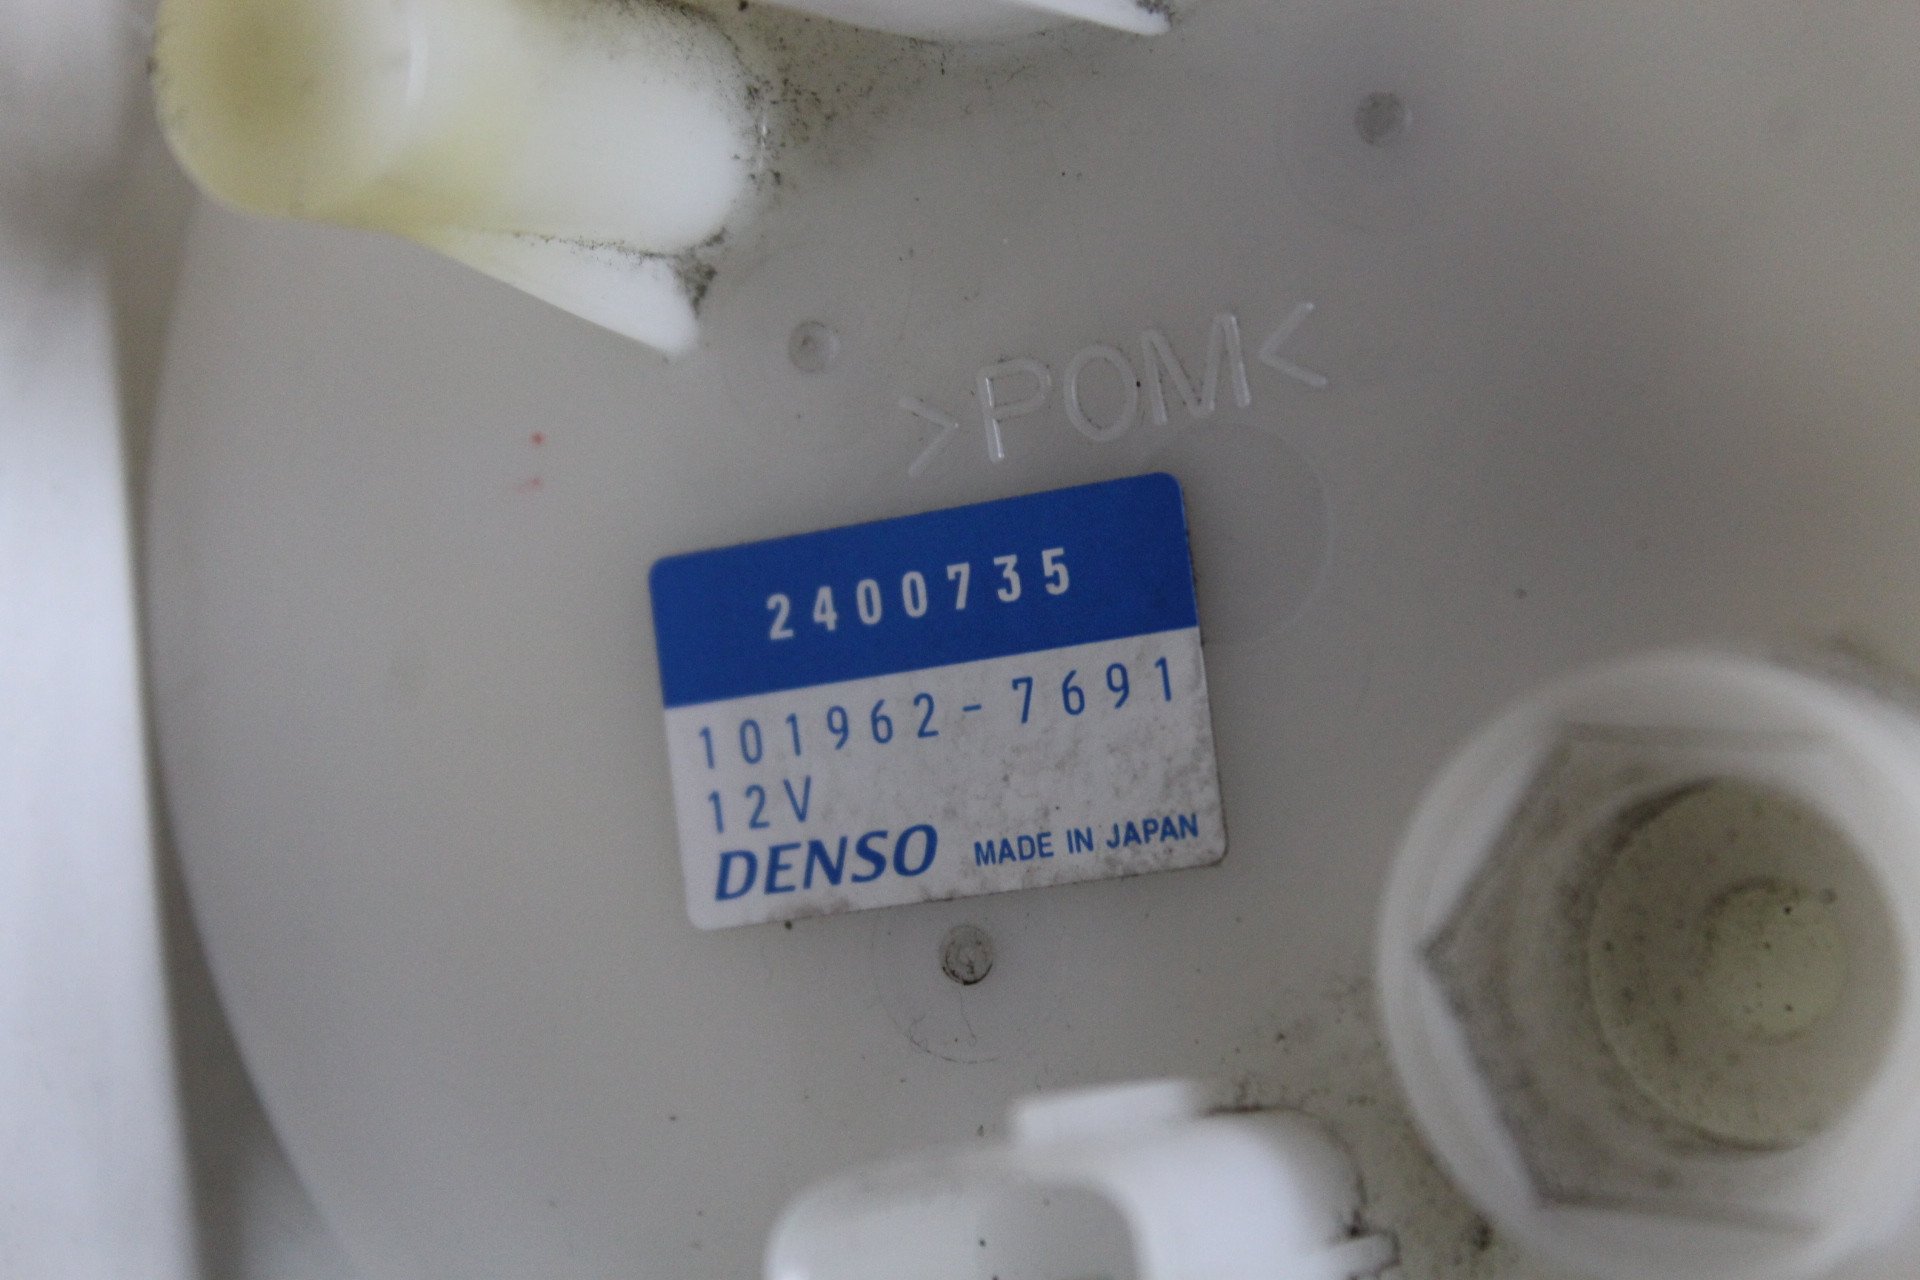 >POM<
2400735
101962-7691
12V
DENSO MADE IN JAPAN